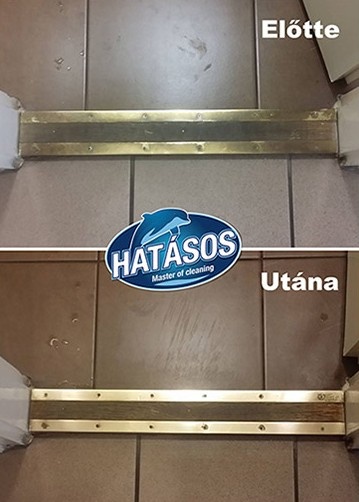 Előtte
HATÁSOS
Master of cleaning
Utána